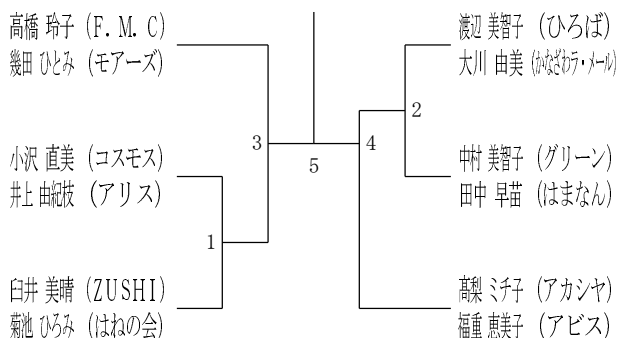 高橋 玲子 (F. M. C)
幾田 ひとみ (モアーズ)
小沢 直美 (コスモス)
井上 由紀枝 (アリス)
臼井 美晴 (ZUSHI)
菊池 ひろみ (はねの会)
1
3
5
4
2
渡辺 美智子 (ひろば)
大川 由美 (かなざわラ・メール)
中村 美智子 (グリーン)
田中 早苗 (はまなん)
髙梨 ミチ子 (アカシヤ)
福重 恵美子 (アビス)